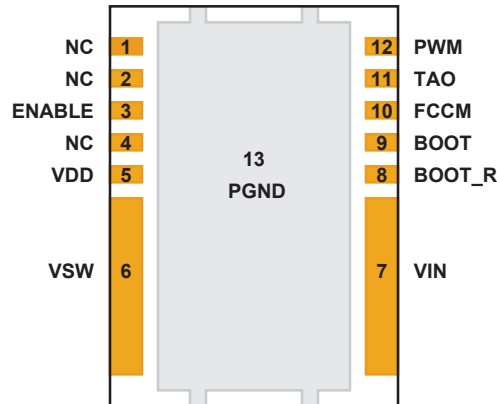 NC 1 12 PWM
NC 2 11 TAO
ENABLE 3 10 FCCM
NC 4 9 BOOT
13
VDD 5 8 BOOT_R
PGND
VSW 6 7 VIN